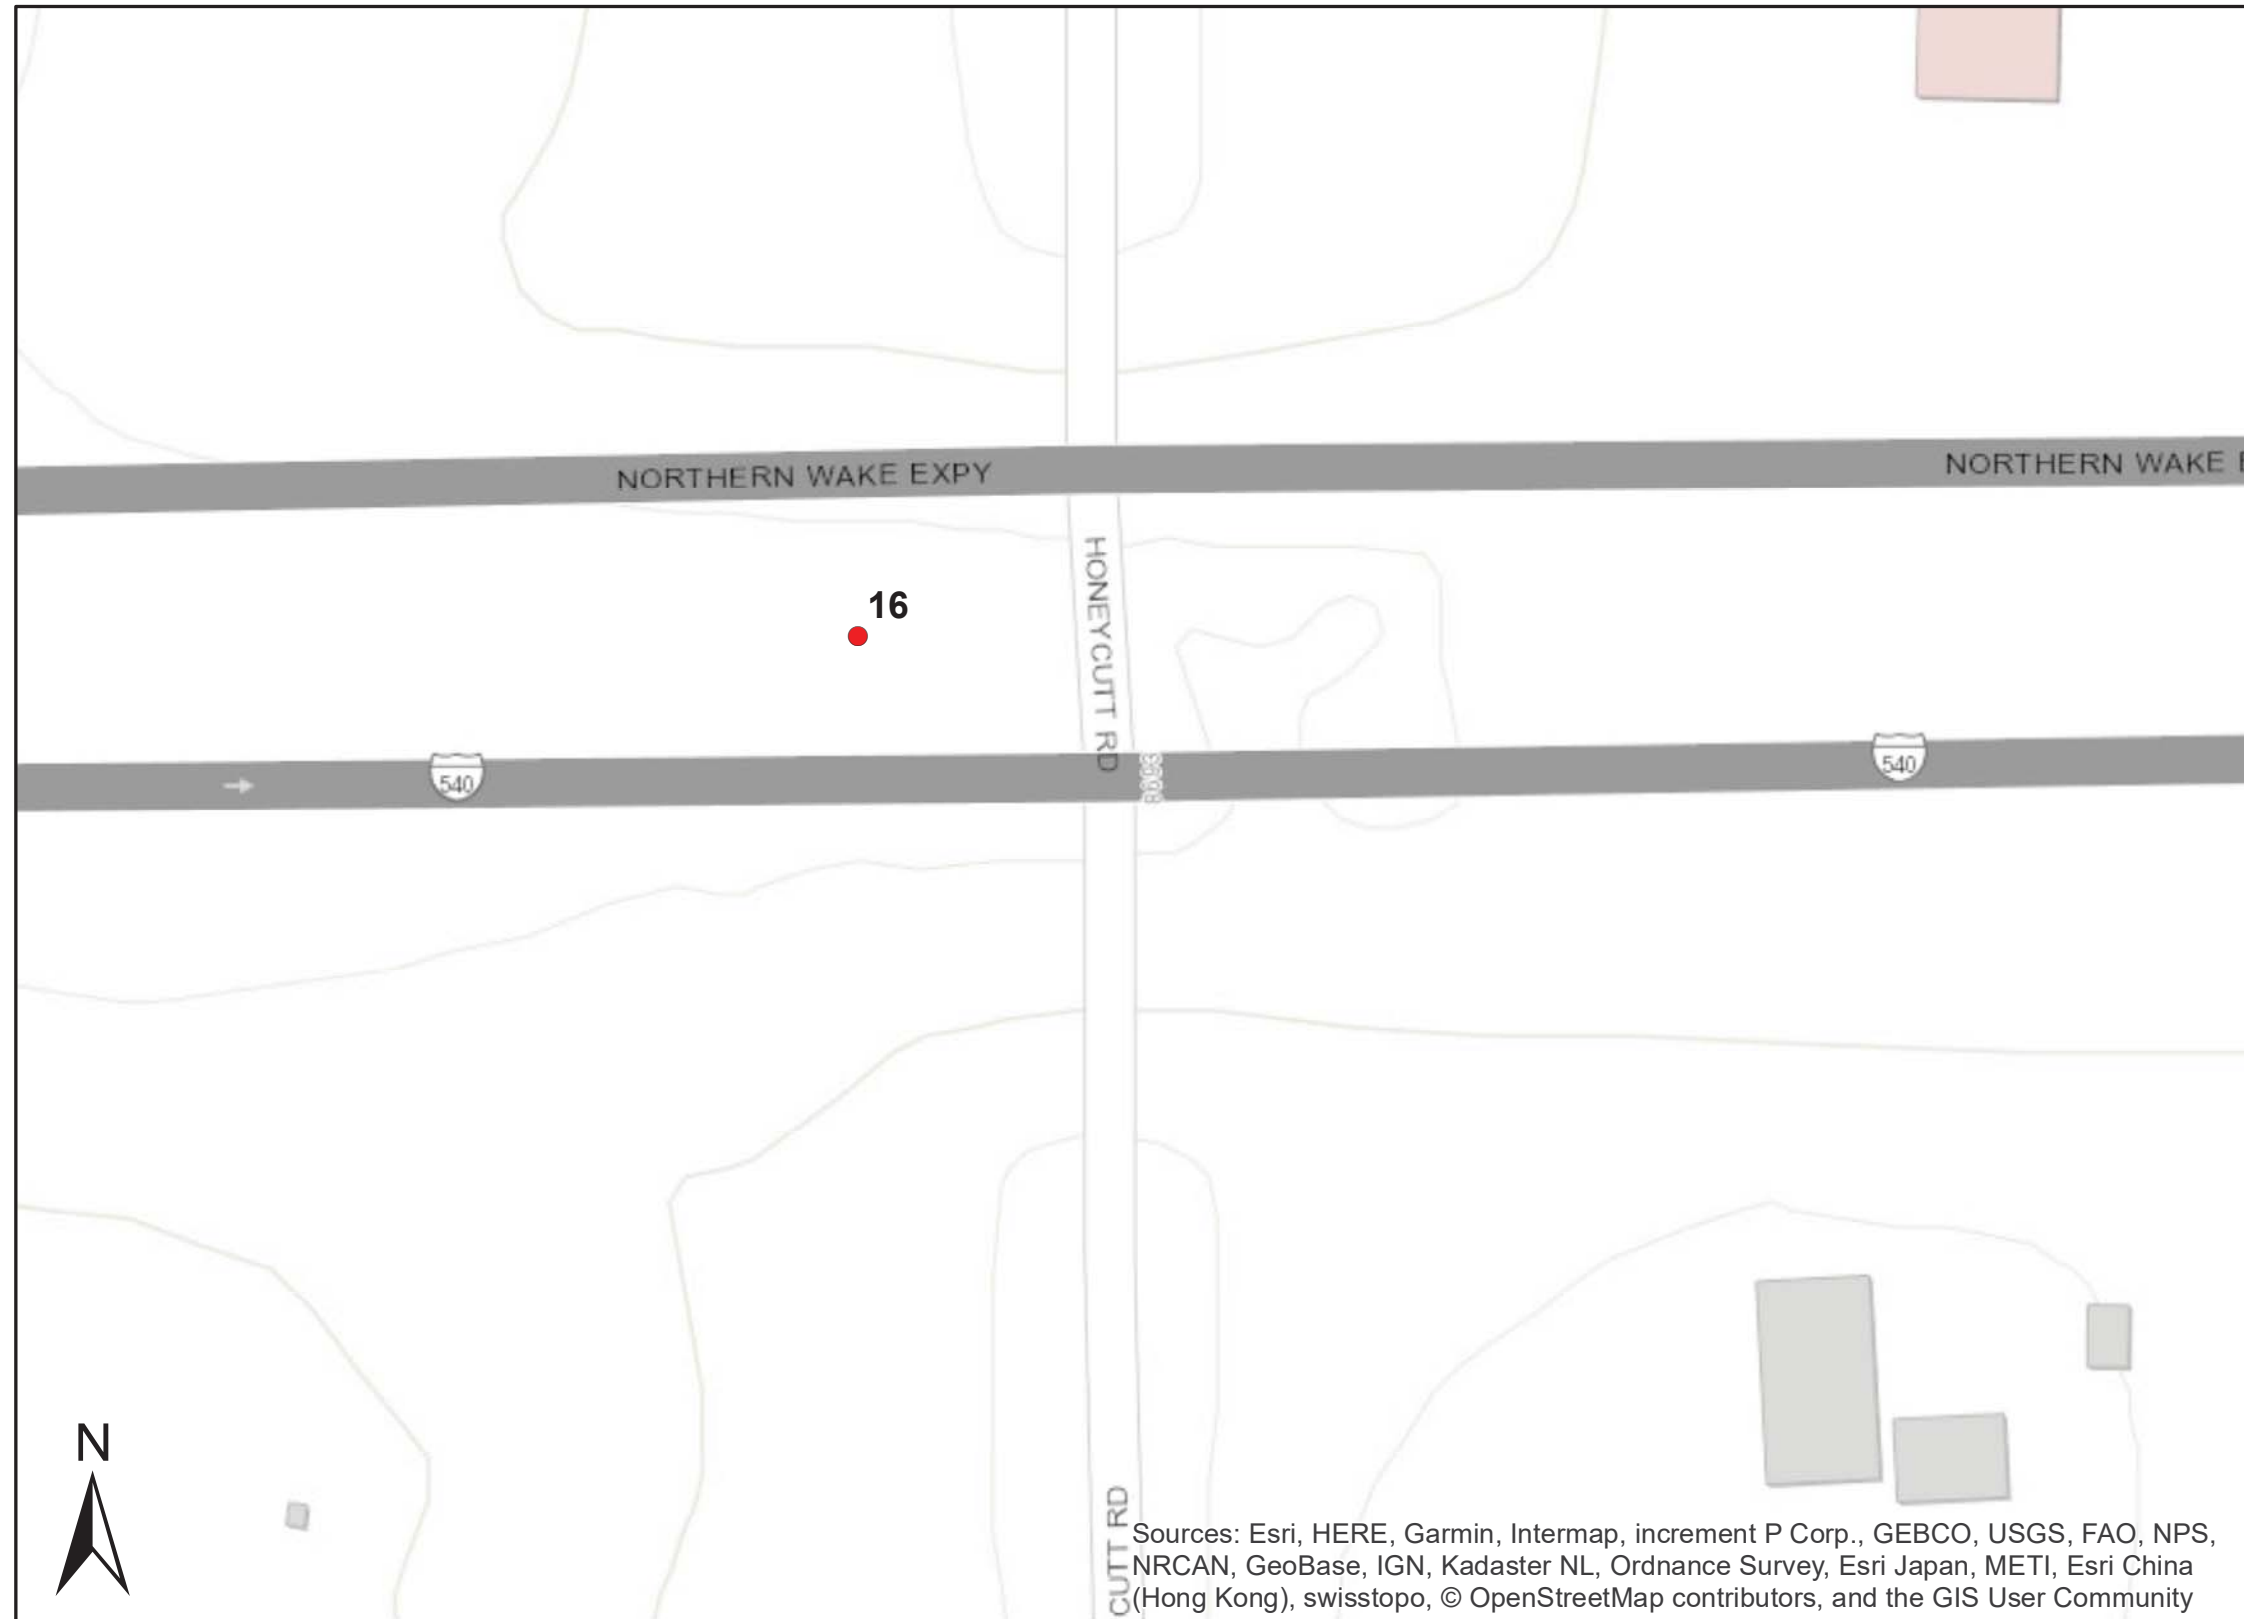 NORTHERN WAKE EXPY
NORTHERN WAKE
HONEYCUTT RD
16
540
540
N
CUTT RD
Sources: Esri, HERE, Garmin, Intermap, increment P Corp., GEBCO, USGS, FAO, NPS,
NRCAN, GeoBase, IGN, Kadaster NL, Ordnance Survey, Esri Japan, METI, Esri China
(Hong Kong), swisstopo, © OpenStreetMap contributors, and the GIS User Community